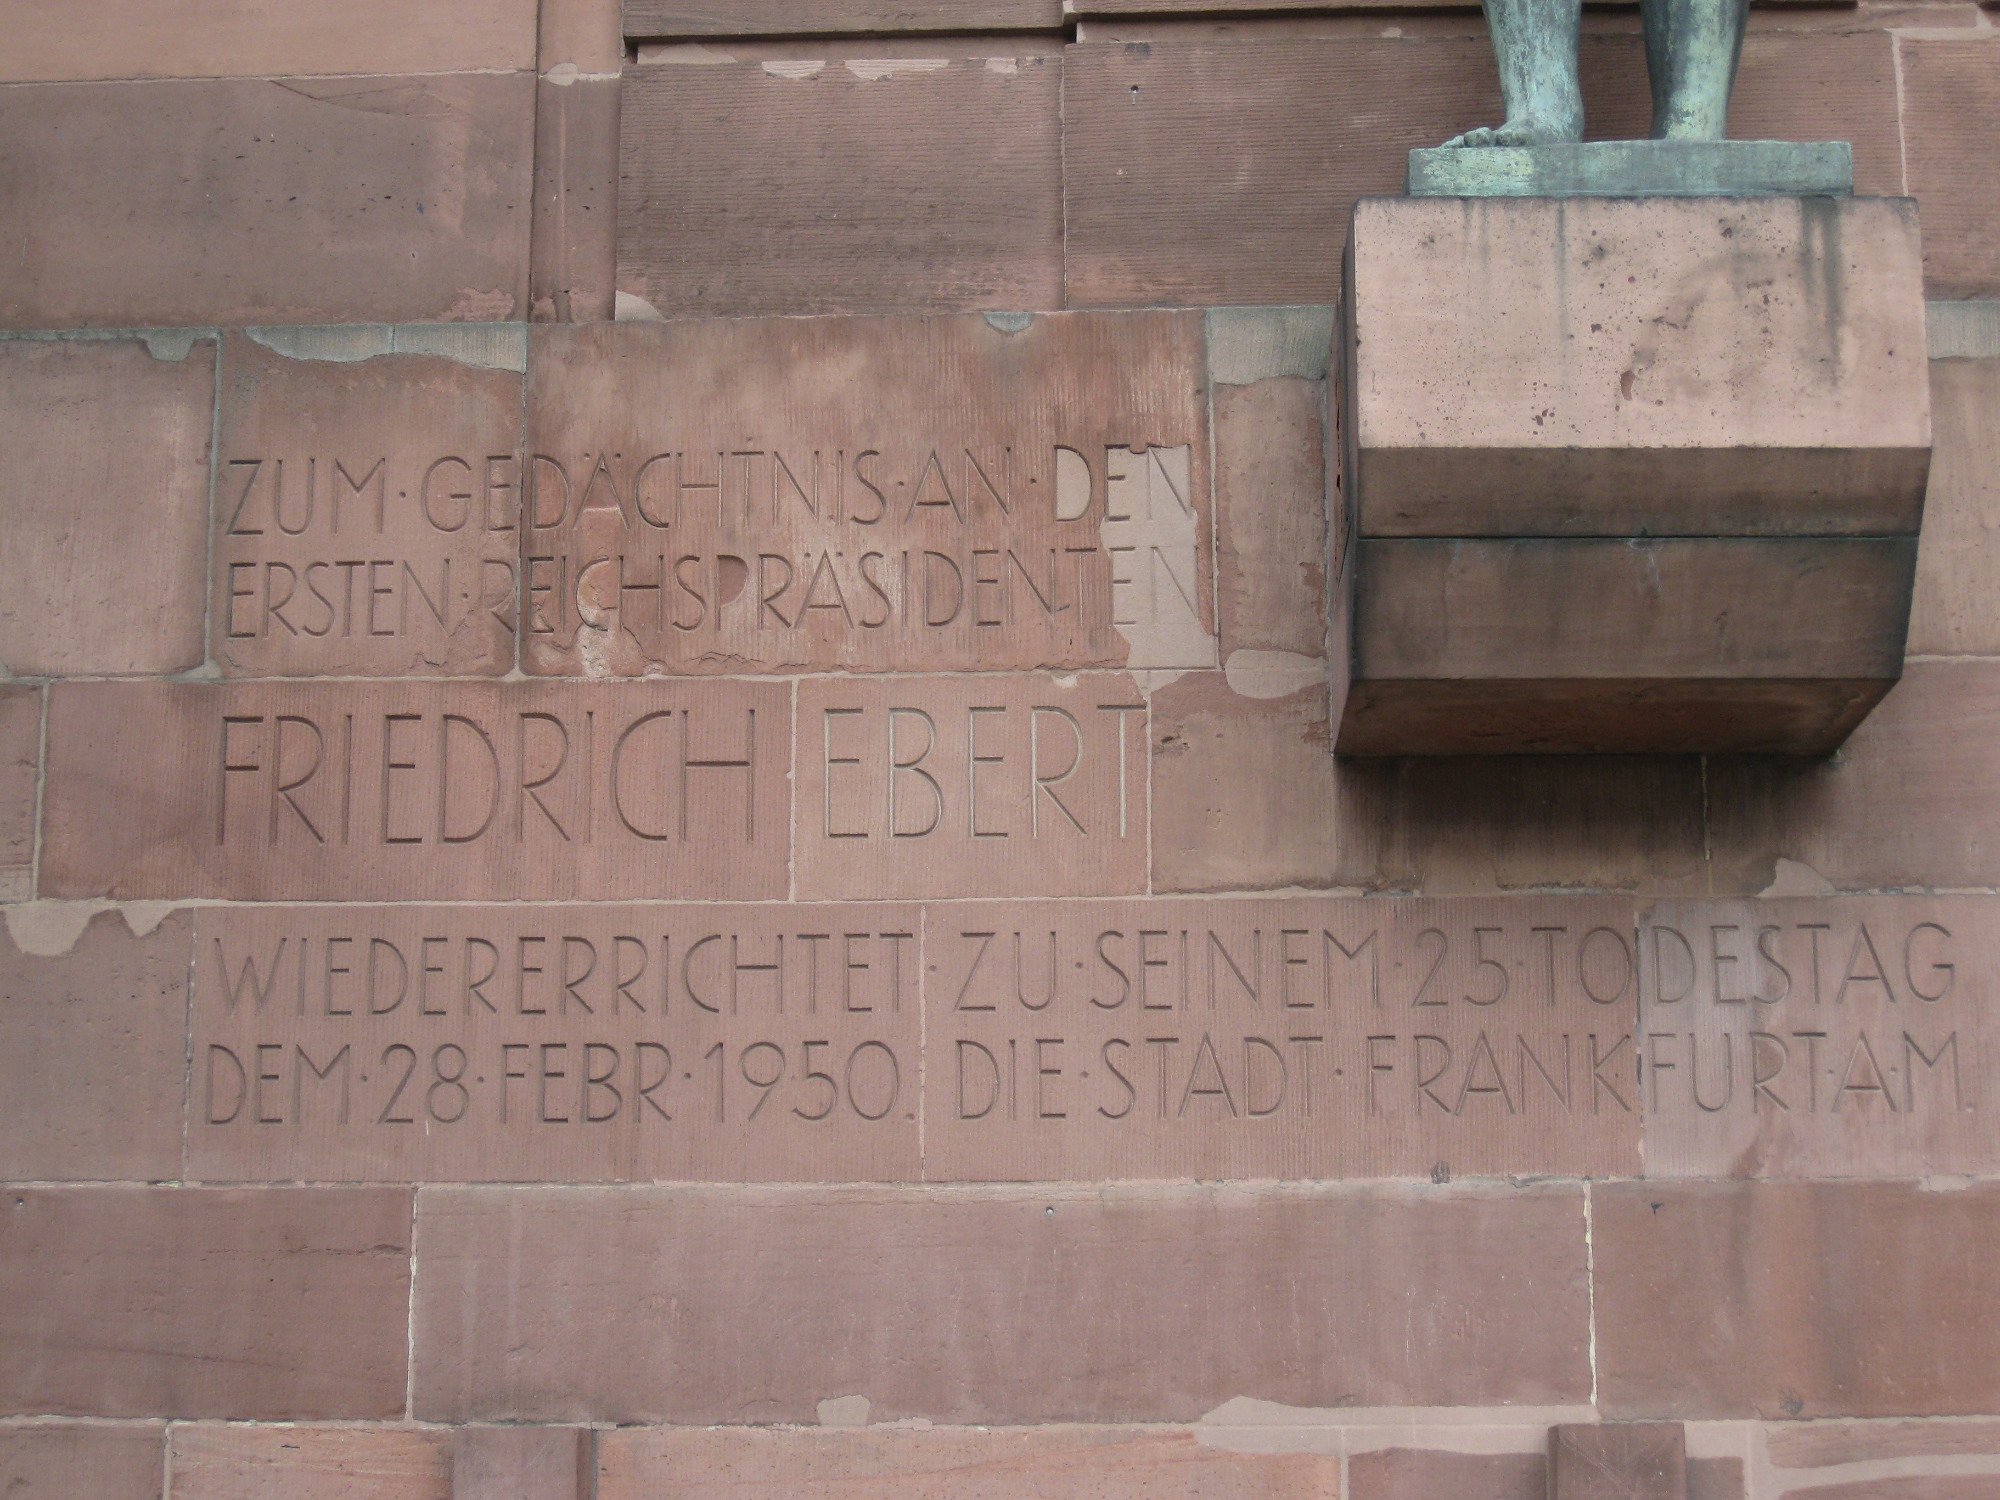 ZUM·GEDÄCHTNIS·AN·DEN
ERSTEN·REICHSPRÄSIDENTEN
FRIEDRICH EBERT
WIEDERERRICHTET·ZU·SEINEM·25·TODESTAG
DEM·28·FEBR·1950. DIE·STADT·FRANKFURT·A·M.